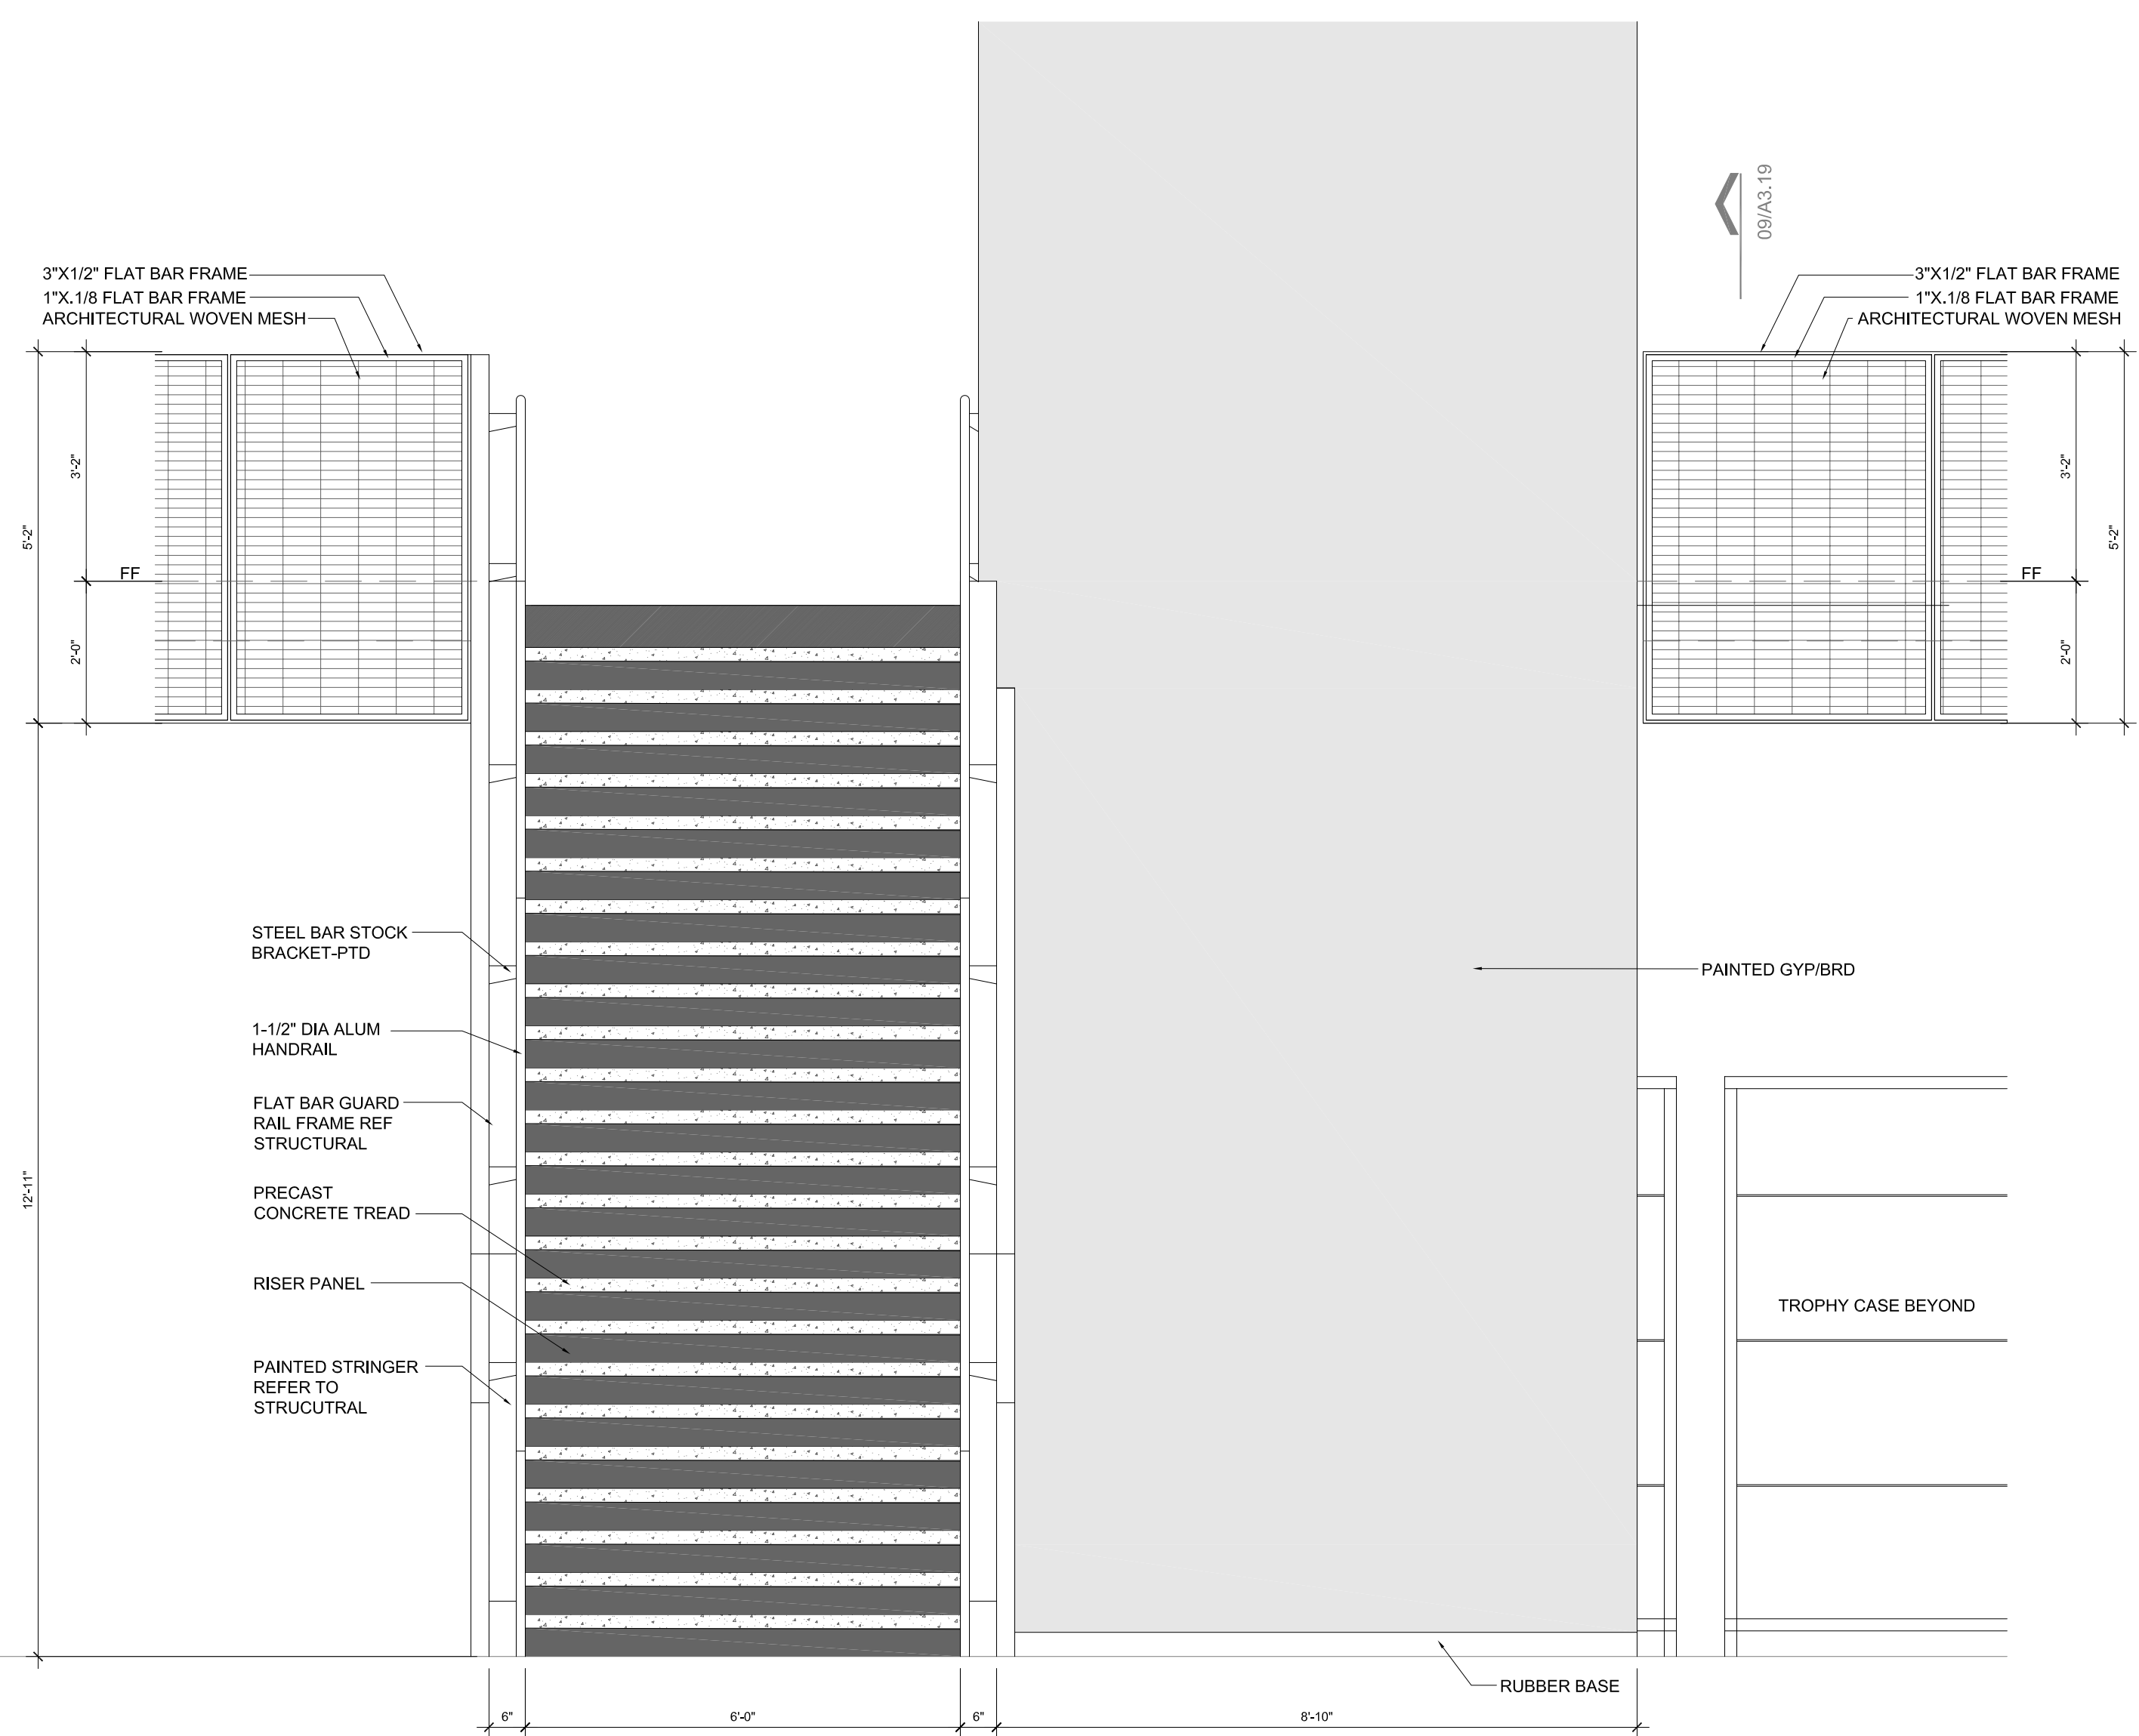 09/A3.19
3"X1/2" FLAT BAR FRAME
1"X.1/8 FLAT BAR FRAME
ARCHITECTURAL WOVEN MESH
3"X1/2" FLAT BAR FRAME
1"X.1/8 FLAT BAR FRAME
ARCHITECTURAL WOVEN MESH
3'-2"
5'-2"
FF
2'-0"
3'-2"
5'-2"
FF
2'-0"
STEEL BAR STOCK
BRACKET-PTD
PAINTED GYP/BRD
1-1/2" DIA ALUM
HANDRAIL
FLAT BAR GUARD
RAIL FRAME REF
STRUCTURAL
12'-11"
PRECAST
CONCRETE TREAD
RISER PANEL
TROPHY CASE BEYOND
PAINTED STRINGER
REFER TO
STRUCUTRAL
RUBBER BASE
6"
6'-0"
6"
8'-10"